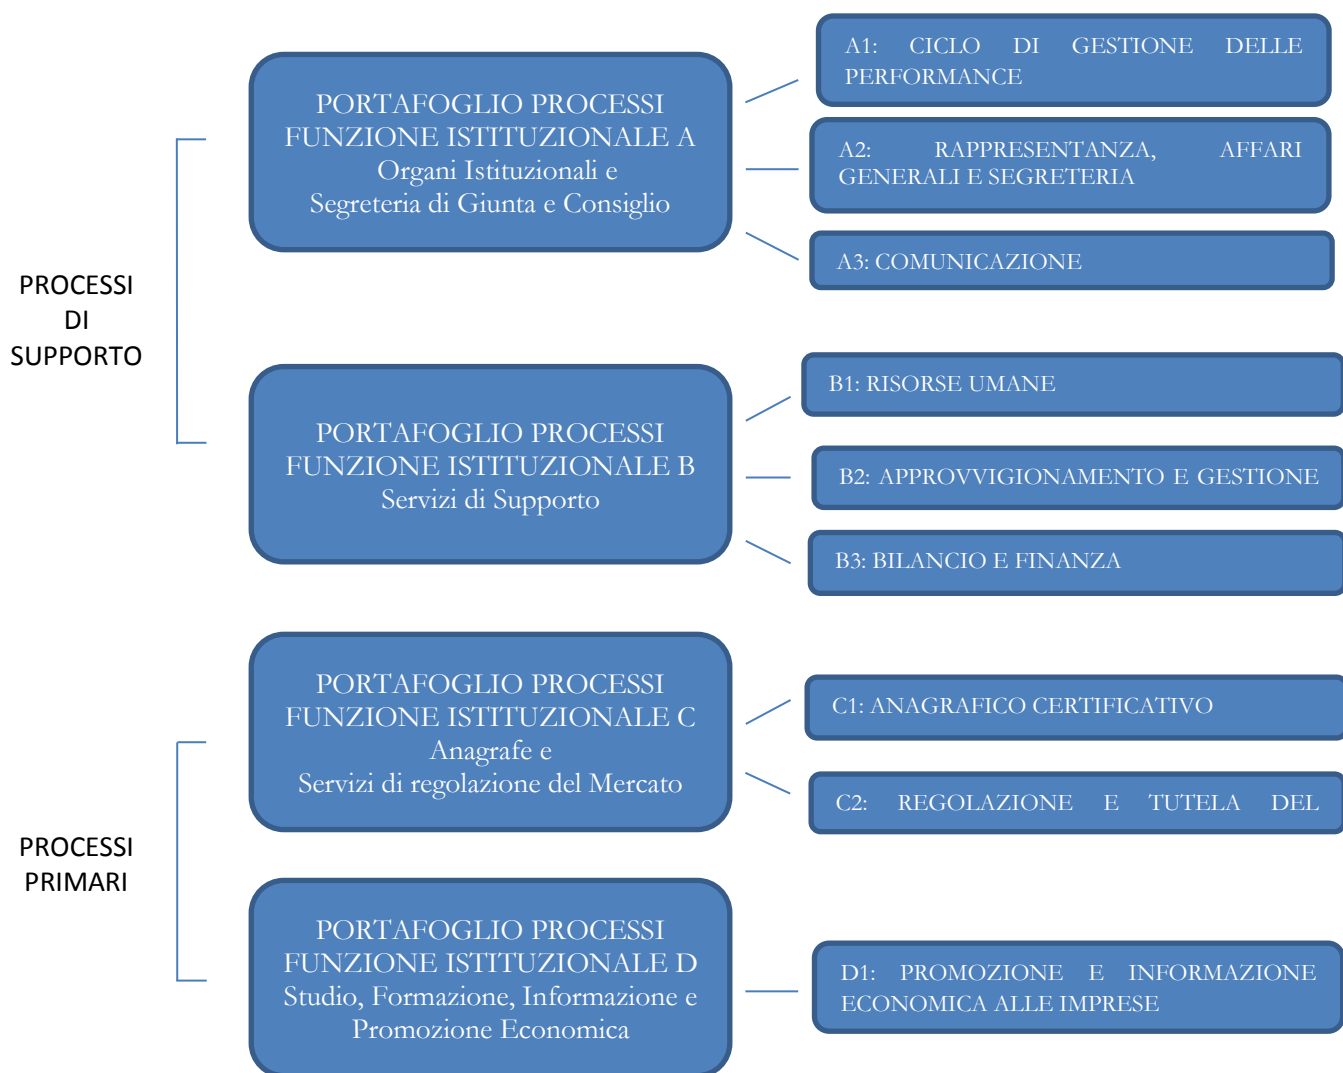 PROCESSI
DI
SUPPORTO
PORTAFOGLIO PROCESSI
FUNZIONE ISTITUZIONALE A
Organi Istituzionali e
Segreteria di Giunta e Consiglio
A1: CICLO DI GESTIONE DELLE
PERFORMANCE
A2: RAPPRESENTANZA, AFFARI
GENERALI E SEGRETERIA
A3: COMUNICAZIONE
PORTAFOGLIO PROCESSI
FUNZIONE ISTITUZIONALE B
Servizi di Supporto
B1: RISORSE UMANE
B2: APPROVVIGIONAMENTO E GESTIONE
B3: BILANCIO E FINANZA
PROCESSI
PRIMARI
PORTAFOGLIO PROCESSI
FUNZIONE ISTITUZIONALE C
Anagrafe e
Servizi di regolazione del Mercato
C1: ANAGRAFICO CERTIFICATIVO
C2: REGOLAZIONE E TUTELA DEL
PORTAFOGLIO PROCESSI
FUNZIONE ISTITUZIONALE D
Studio, Formazione, Informazione e
Promozione Economica
D1: PROMOZIONE E INFORMAZIONE
ECONOMICA ALLE IMPRESE